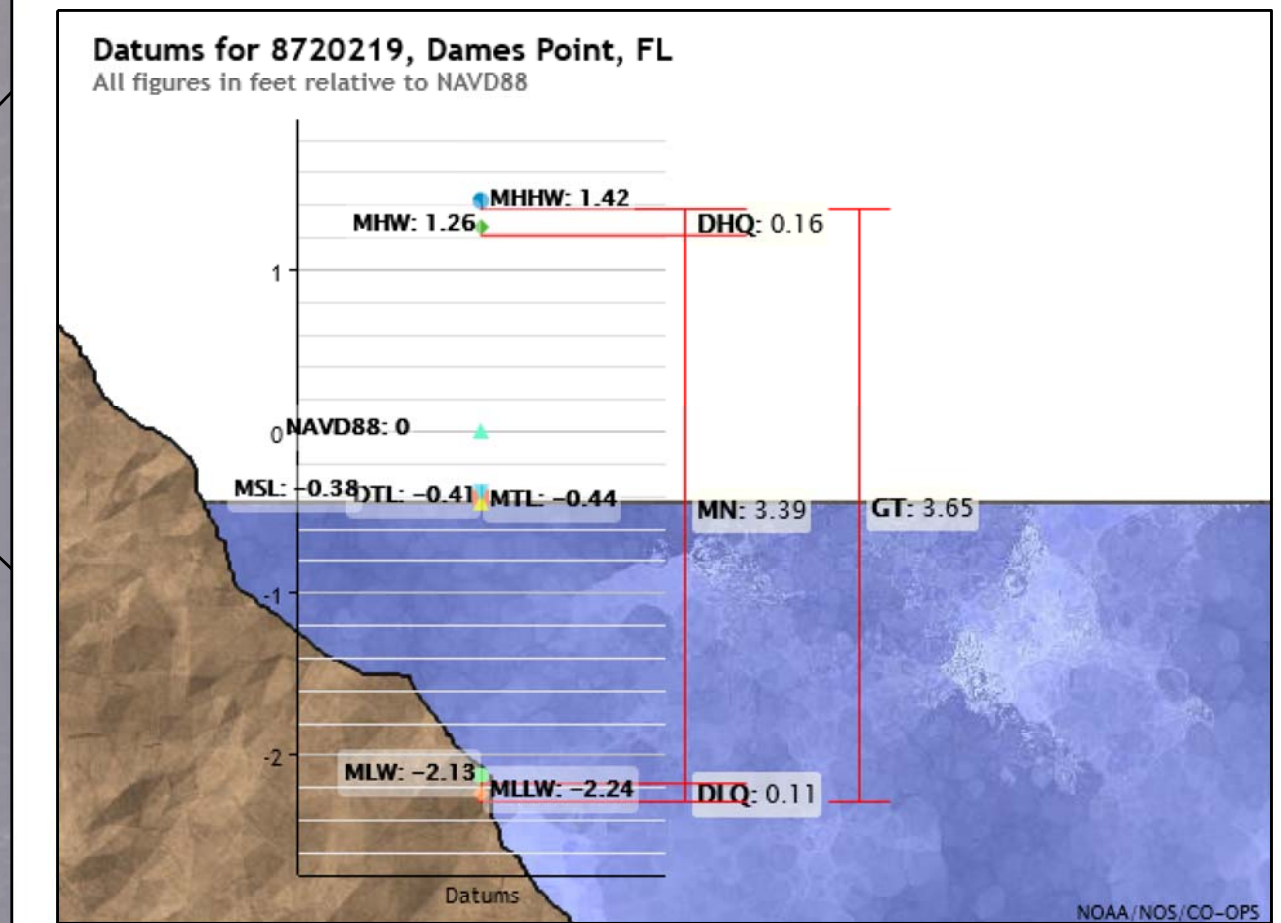 Datums for 8720219, Dames Point, FL
All figures in feet relative to NAVD88
MHHW: 1.42
MHW: 1.26
DHQ: 0.16
1
0
NAVD88: 0
MSL: −0.38
DTL: −0.41
MTL: −0.44
MN: 3.39
GT: 3.65
-1
-2
MLW: −2.13
MLLW: −2.24
DLQ: 0.11
Datums
NOAA/NOS/CO−OPS